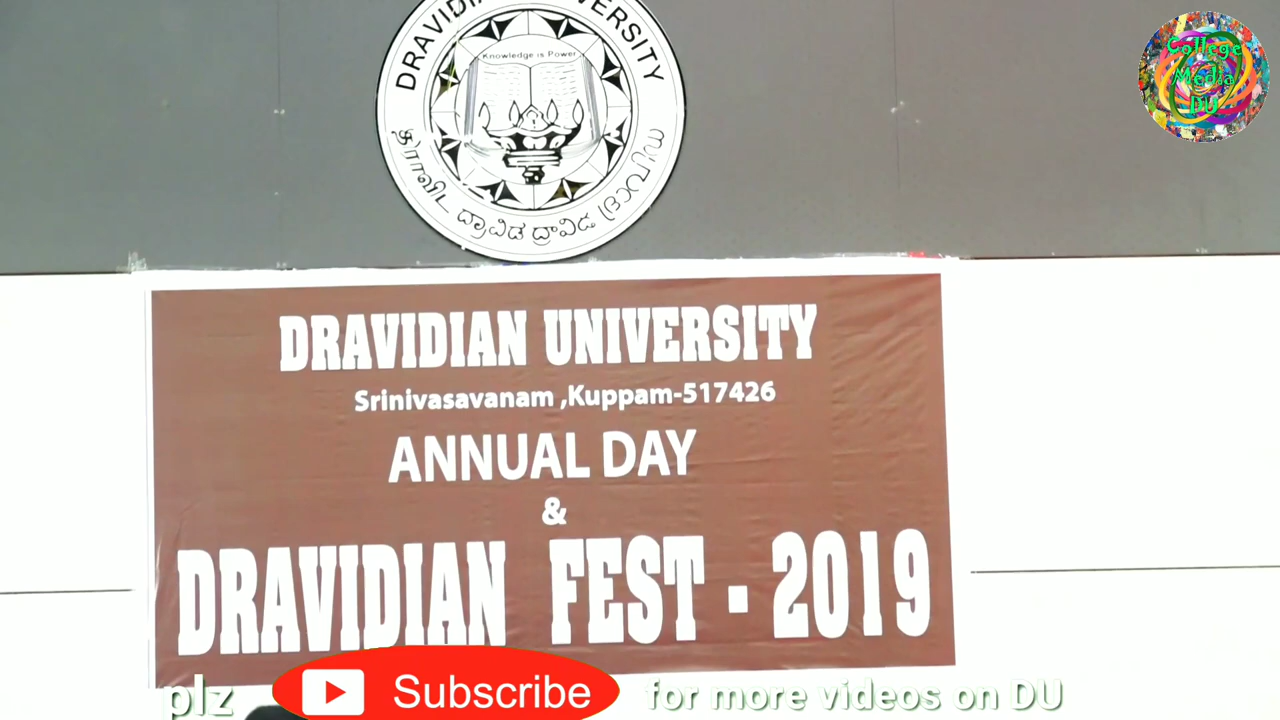 DRAVIDIAN UNIVERSITY
Knowledge is Power
திராவிட ద్రావిడ ದ್ರಾವಿಡ ദ്രാവിഡ
College
Media
DU
DRAVIDIAN UNIVERSITY
Srinivasavanam ,Kuppam-517426
ANNUAL DAY
&
DRAVIDIAN FEST - 2019
plz Subscribe for more videos on DU